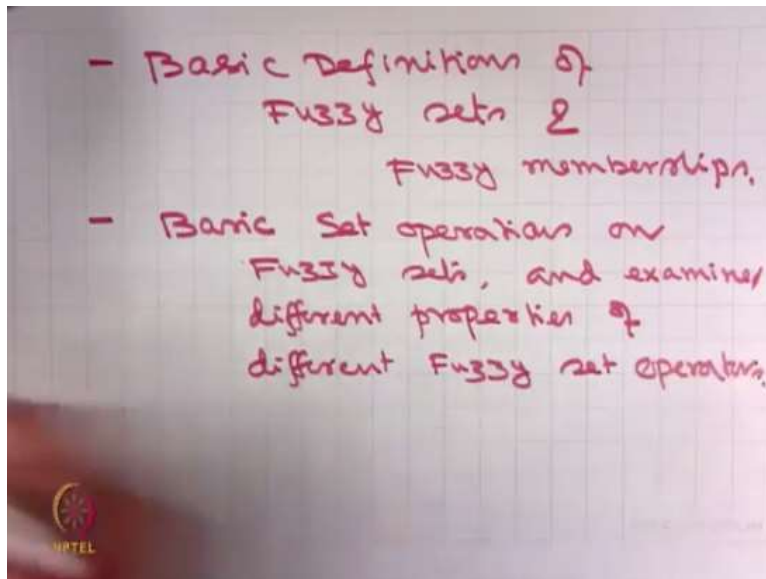 - Basic Definitions of
Fuzzy sets &
Fuzzy memberships.
- Basic Set operations on
Fuzzy sets, and examine
different properties of
different Fuzzy set operators.
NPTEL